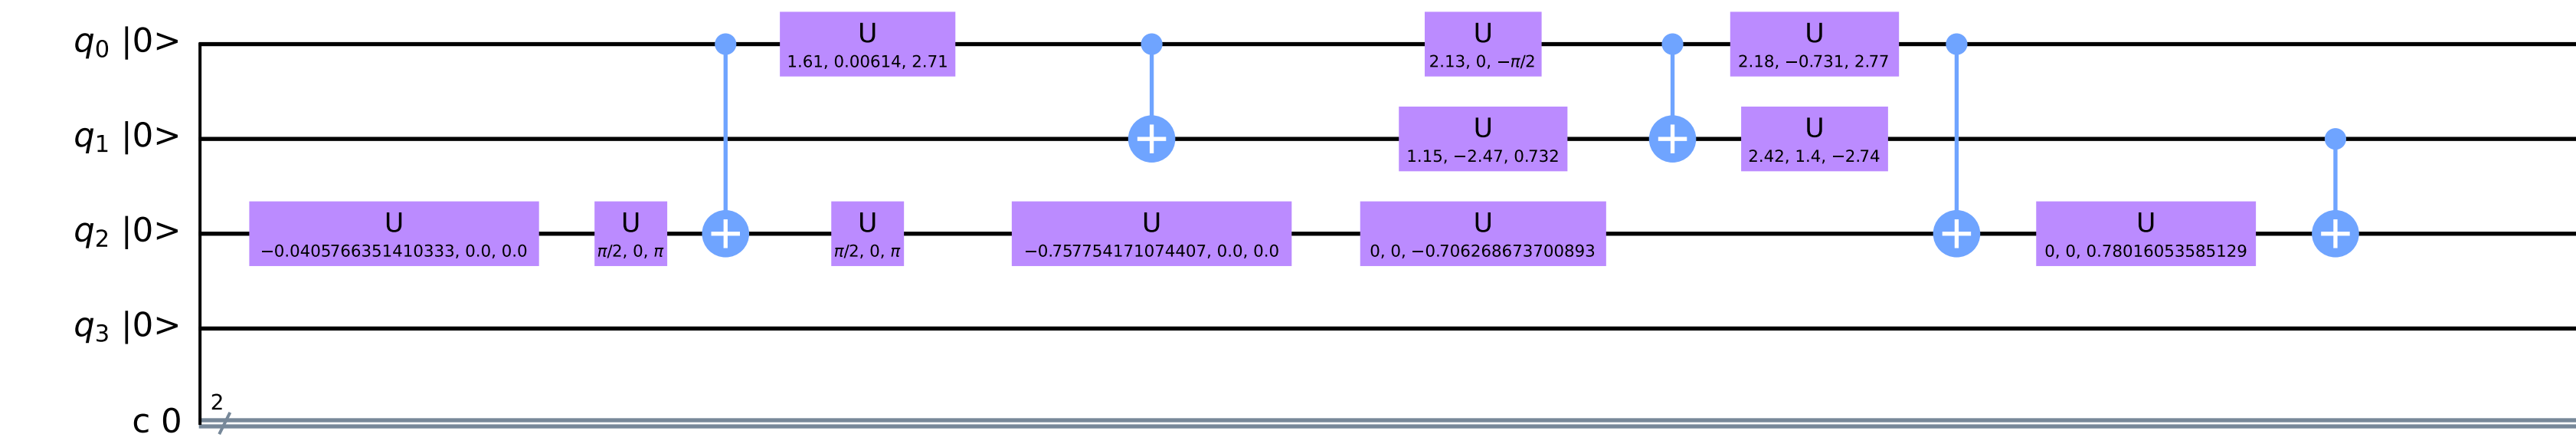 q0 |0>
U
1.61, 0.00614, 2.71
U
2.13, 0, −π/2
U
2.18, −0.731, 2.77
q1 |0>
U
1.15, −2.47, 0.732
U
2.42, 1.4, −2.74
q2 |0>
U
−0.0405766351410333, 0.0, 0.0
U
π/2, 0, π
U
π/2, 0, π
U
−0.757754171074407, 0.0, 0.0
U
0, 0, −0.706268673700893
U
0, 0, 0.78016053585129
q3 |0>
c 0
2